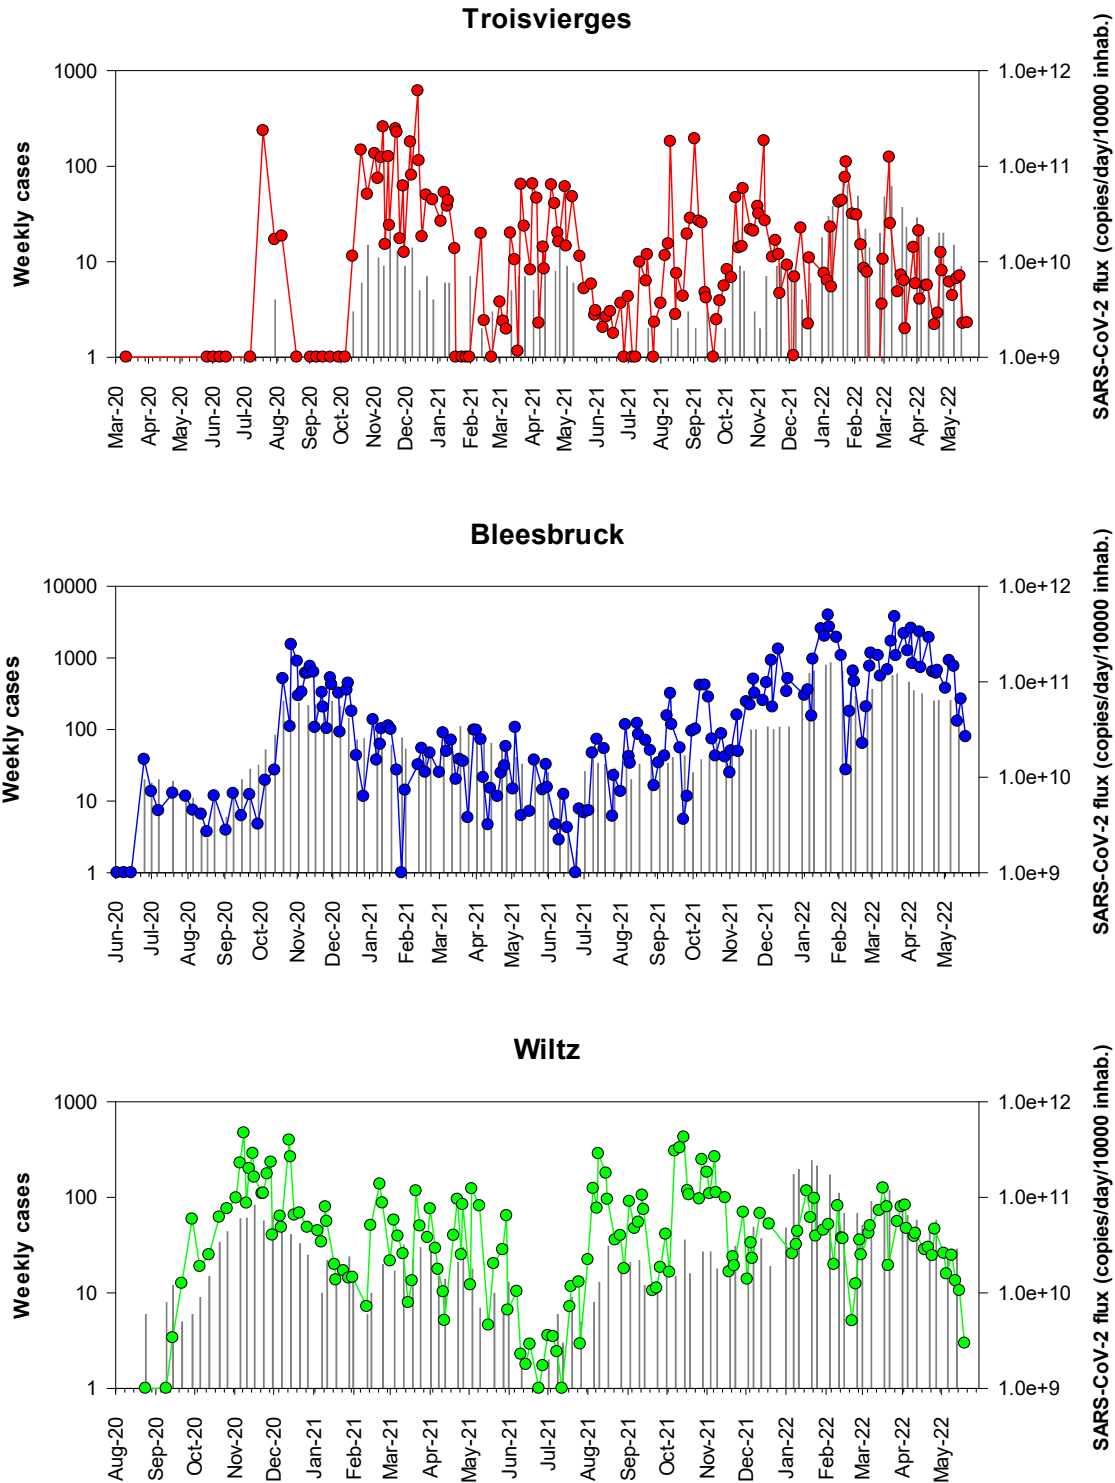 Troisvierges
Weekly cases
SARS-CoV-2 flux (copies/day/10000 inhab.)
1000
100
10
1
1.0e+12
1.0e+11
1.0e+10
1.0e+9
Mar-20
Apr-20
May-20
Jun-20
Jul-20
Aug-20
Sep-20
Oct-20
Nov-20
Dec-20
Jan-21
Feb-21
Mar-21
Apr-21
May-21
Jun-21
Jul-21
Aug-21
Sep-21
Oct-21
Nov-21
Dec-21
Jan-22
Feb-22
Mar-22
Apr-22
May-22
Bleesbruck
Weekly cases
SARS-CoV-2 flux (copies/day/10000 inhab.)
10000
1000
100
10
1
1.0e+12
1.0e+11
1.0e+10
1.0e+9
Jun-20
Jul-20
Aug-20
Sep-20
Oct-20
Nov-20
Dec-20
Jan-21
Feb-21
Mar-21
Apr-21
May-21
Jun-21
Jul-21
Aug-21
Sep-21
Oct-21
Nov-21
Dec-21
Jan-22
Feb-22
Mar-22
Apr-22
May-22
Wiltz
Weekly cases
SARS-CoV-2 flux (copies/day/10000 inhab.)
1000
100
10
1
1.0e+12
1.0e+11
1.0e+10
1.0e+9
Aug-20
Sep-20
Oct-20
Nov-20
Dec-20
Jan-21
Feb-21
Mar-21
Apr-21
May-21
Jun-21
Jul-21
Aug-21
Sep-21
Oct-21
Nov-21
Dec-21
Jan-22
Feb-22
Mar-22
Apr-22
May-22